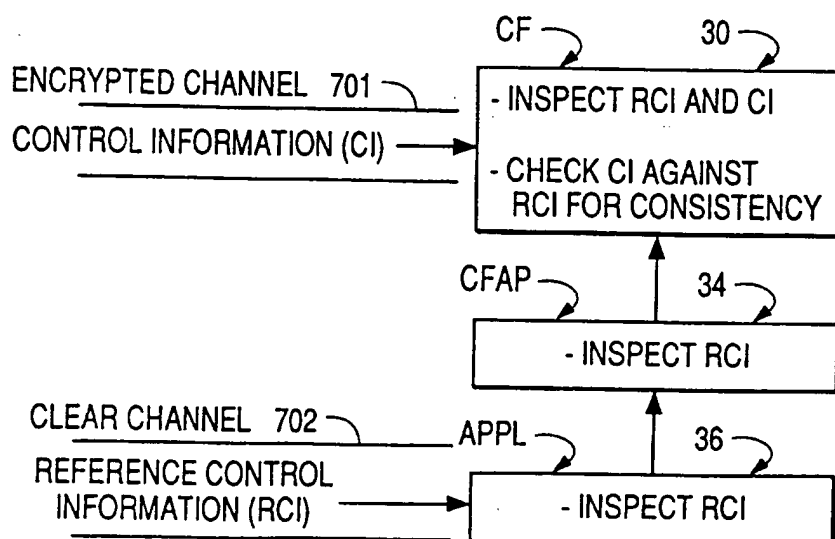 CF 30
ENCRYPTED CHANNEL 701
CONTROL INFORMATION (CI)
- INSPECT RCI AND CI
- CHECK CI AGAINST
RCI FOR CONSISTENCY
CFAP 34
- INSPECT RCI
CLEAR CHANNEL 702
REFERENCE CONTROL
INFORMATION (RCI)
APPL 36
- INSPECT RCI